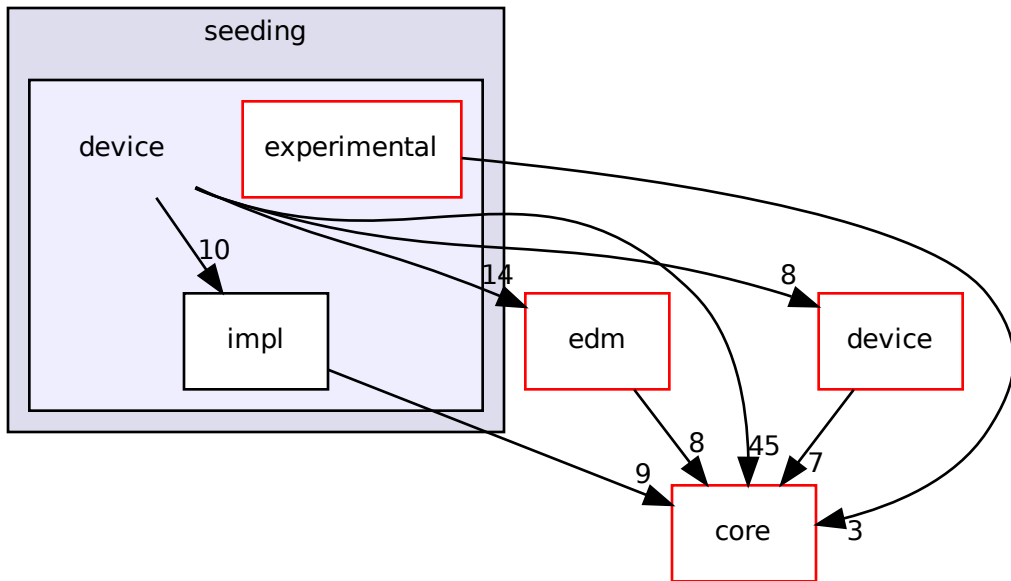 seeding
device
experimental
10
14
8
impl
edm
device
9
8
45
7
3
core